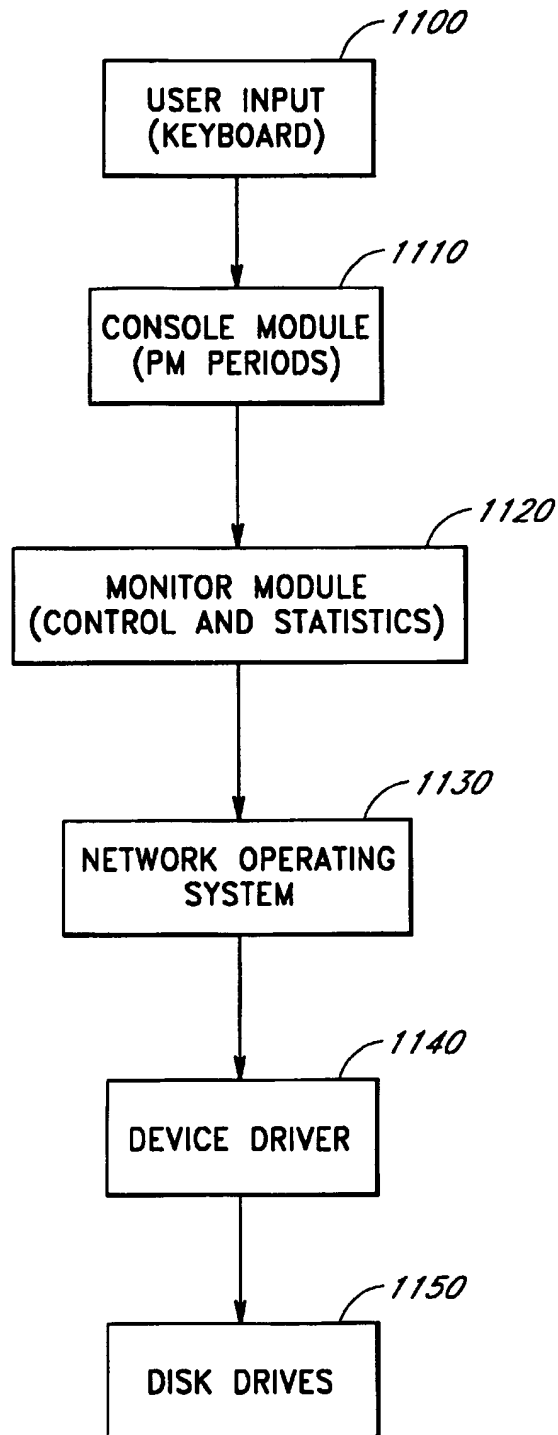 1100
USER INPUT
(KEYBOARD)
1110
CONSOLE MODULE
(PM PERIODS)
1120
MONITOR MODULE
(CONTROL AND STATISTICS)
1130
NETWORK OPERATING
SYSTEM
1140
DEVICE DRIVER
1150
DISK DRIVES